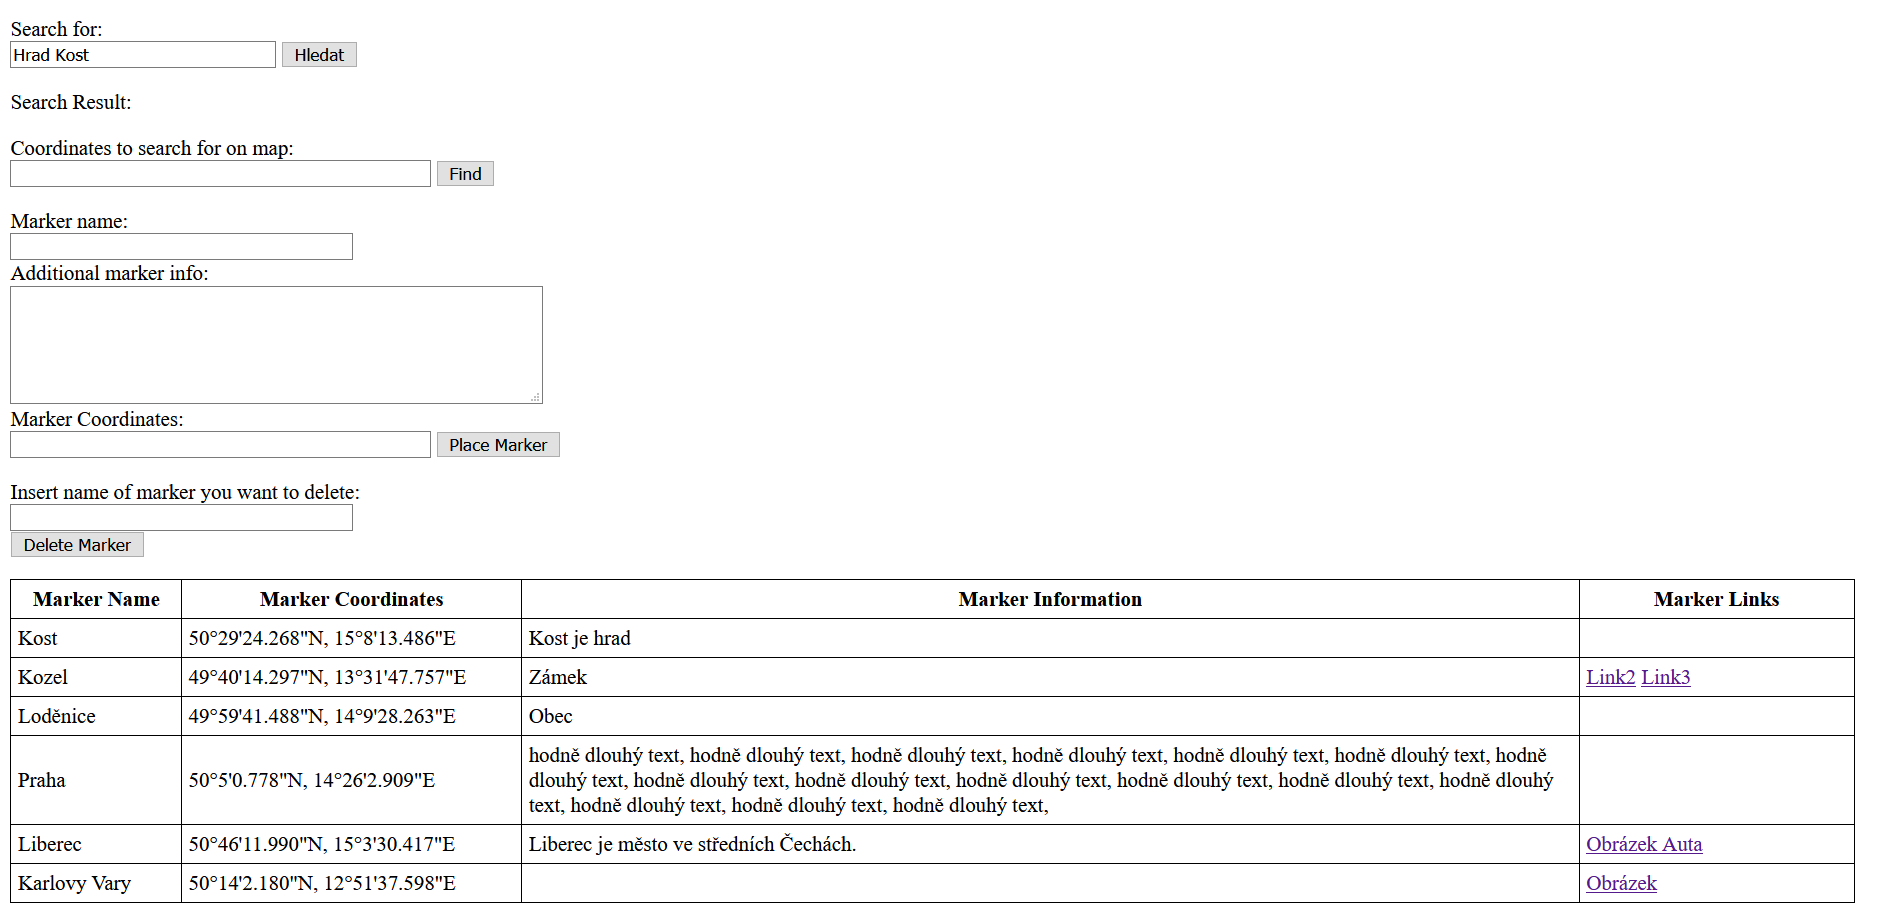 Search for:
Hrad Kost Hledat
Search Result:
Coordinates to search for on map:
Find
Marker name:
Additional marker info:
Marker Coordinates:
Place Marker
Insert name of marker you want to delete:
Delete Marker
Marker Name Marker Coordinates Marker Information Marker Links
Kost 50°29'24.268"N, 15°8'13.486"E Kost je hrad
Kozel 49°40'14.297"N, 13°31'47.757"E Zámek Link2 Link3
Loděnice 49°59'41.488"N, 14°9'28.263"E Obec
Praha 50°5'0.778"N, 14°26'2.909"E hodně dlouhý text, hodně dlouhý text, hodně dlouhý text, hodně dlouhý text, hodně dlouhý text, hodně dlouhý text, hodně
dlouhý text, hodně dlouhý text, hodně dlouhý text, hodně dlouhý text, hodně dlouhý text, hodně dlouhý text, hodně dlouhý
text, hodně dlouhý text, hodně dlouhý text, hodně dlouhý text,
Liberec 50°46'11.990"N, 15°3'30.417"E Liberec je město ve středních Čechách. Obrázek Auta
Karlovy Vary 50°14'2.180"N, 12°51'37.598"E Obrázek